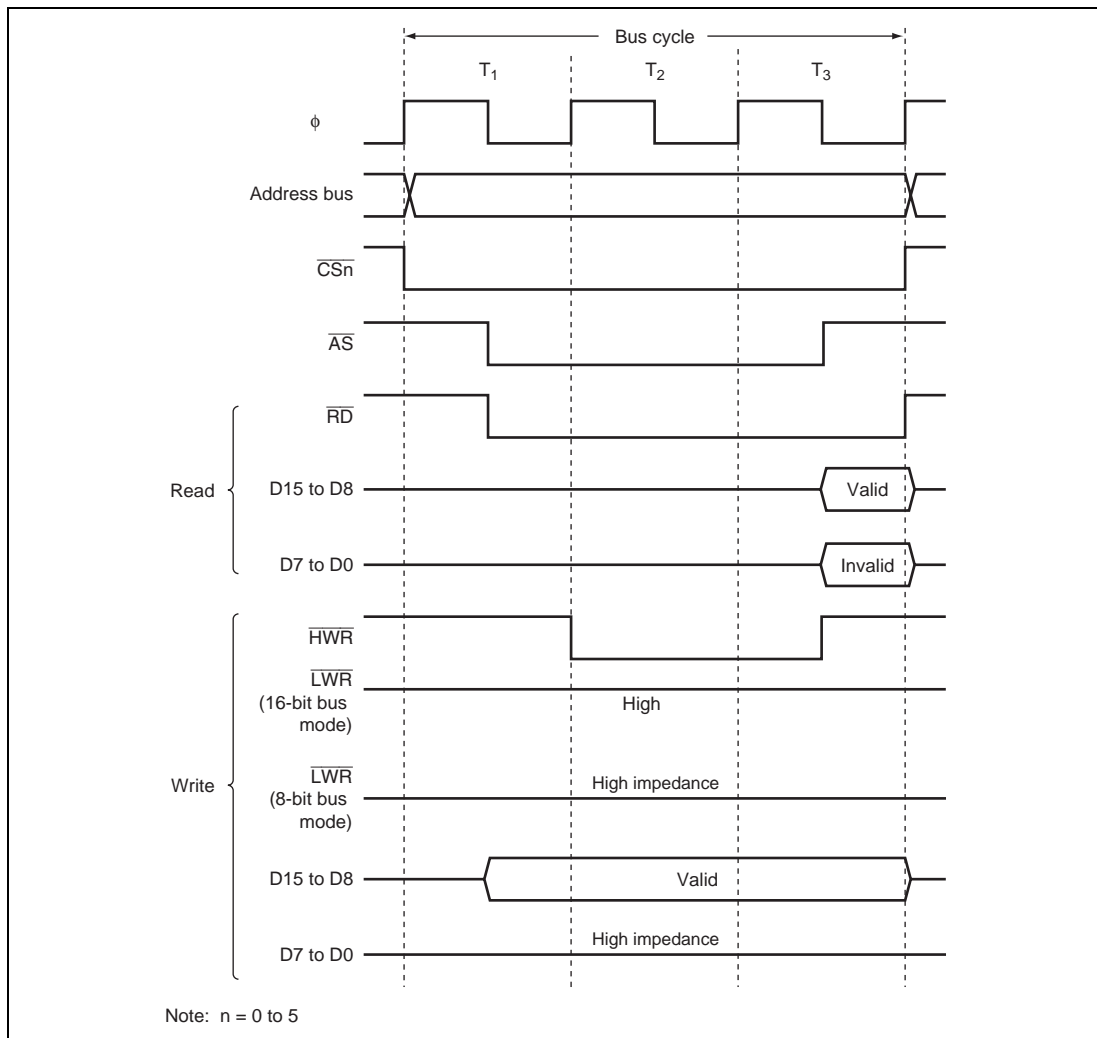 Bus cycle
T1 T2 T3
ϕ
Address bus
CSn
AS
RD
Read
D15 to D8
Valid
D7 to D0
Invalid
HWR
LWR
(16-bit bus
mode)
High
Write
LWR
(8-bit bus
mode)
High impedance
D15 to D8
Valid
D7 to D0
High impedance
Note: n = 0 to 5